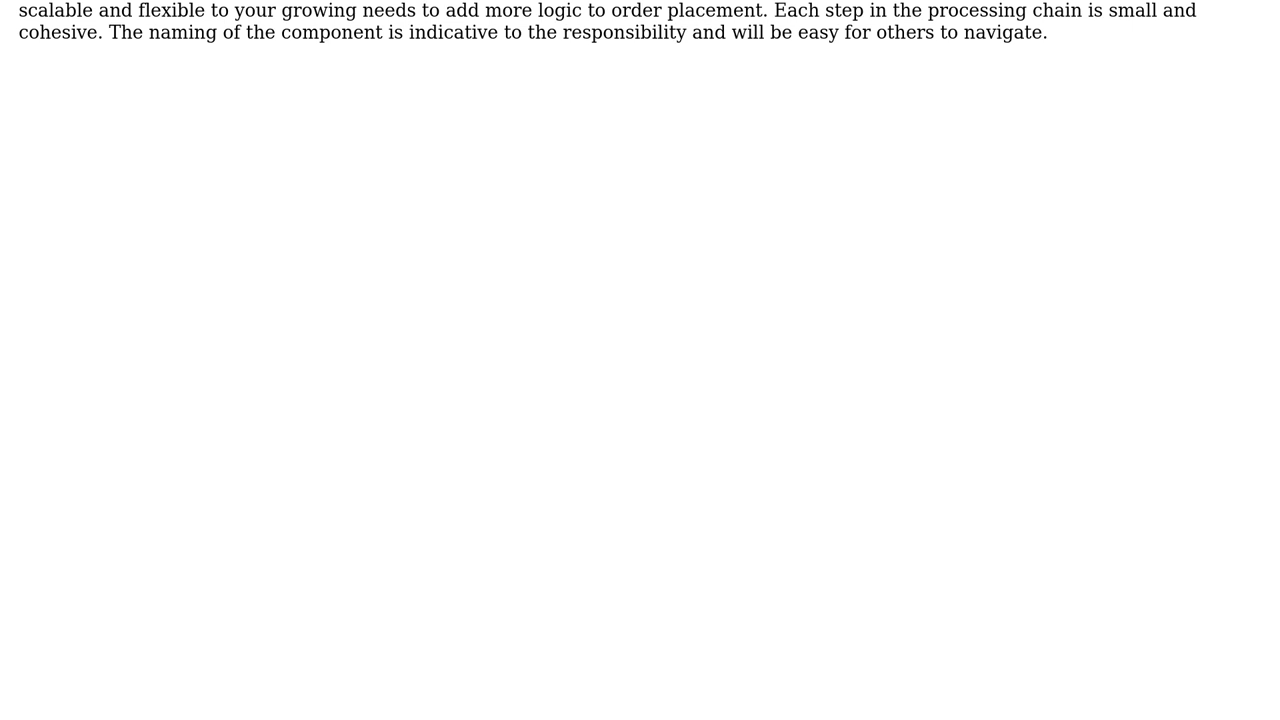 scalable and flexible to your growing needs to add more logic to order placement. Each step in the processing chain is small and
cohesive. The naming of the component is indicative to the responsibility and will be easy for others to navigate.